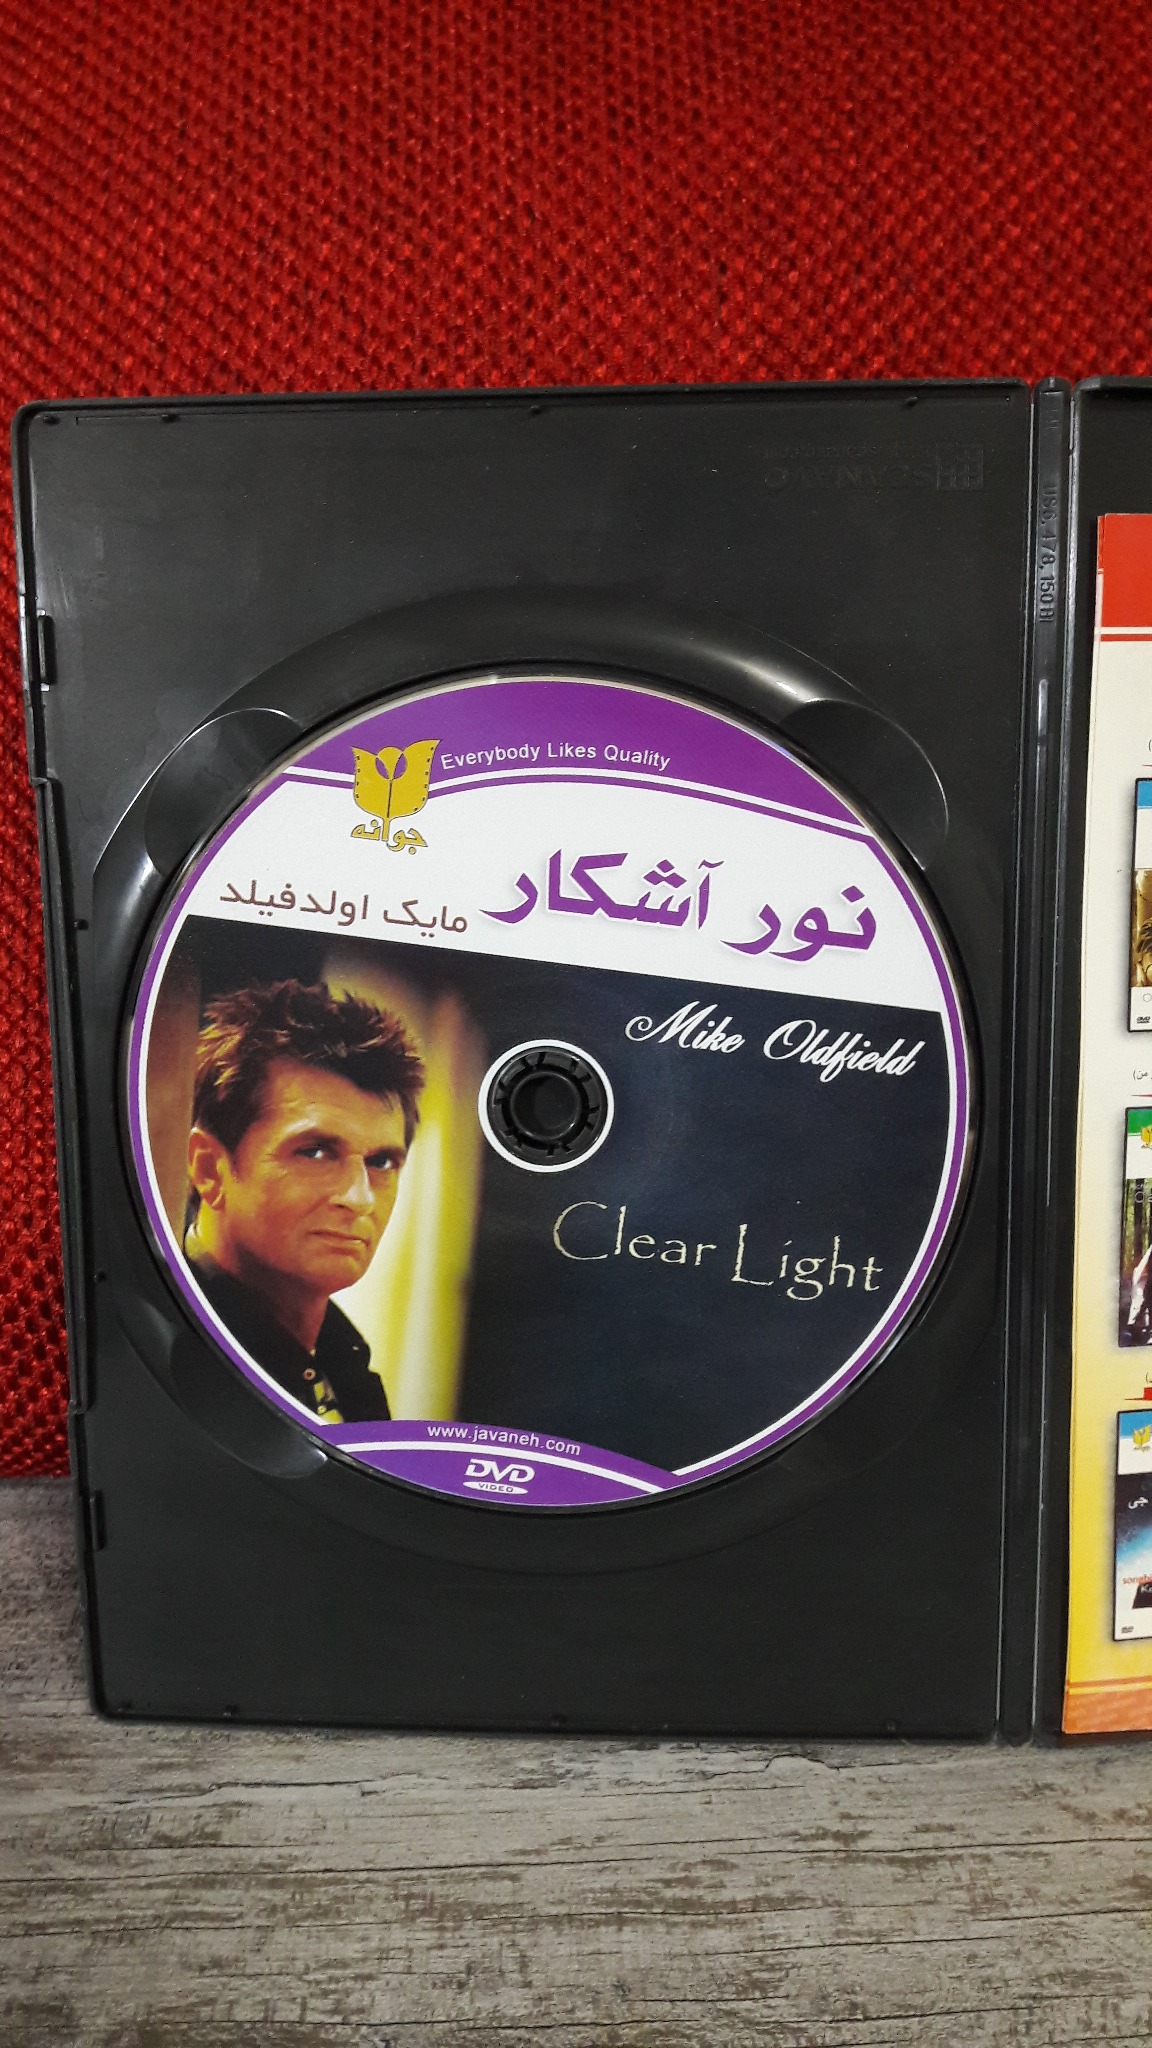 Everybody Likes Quality
جوانه
نور آشکار
مایک اولدفیلد
Mike Oldfield
Clear Light
www.javaneh.com
DVD
VIDEO